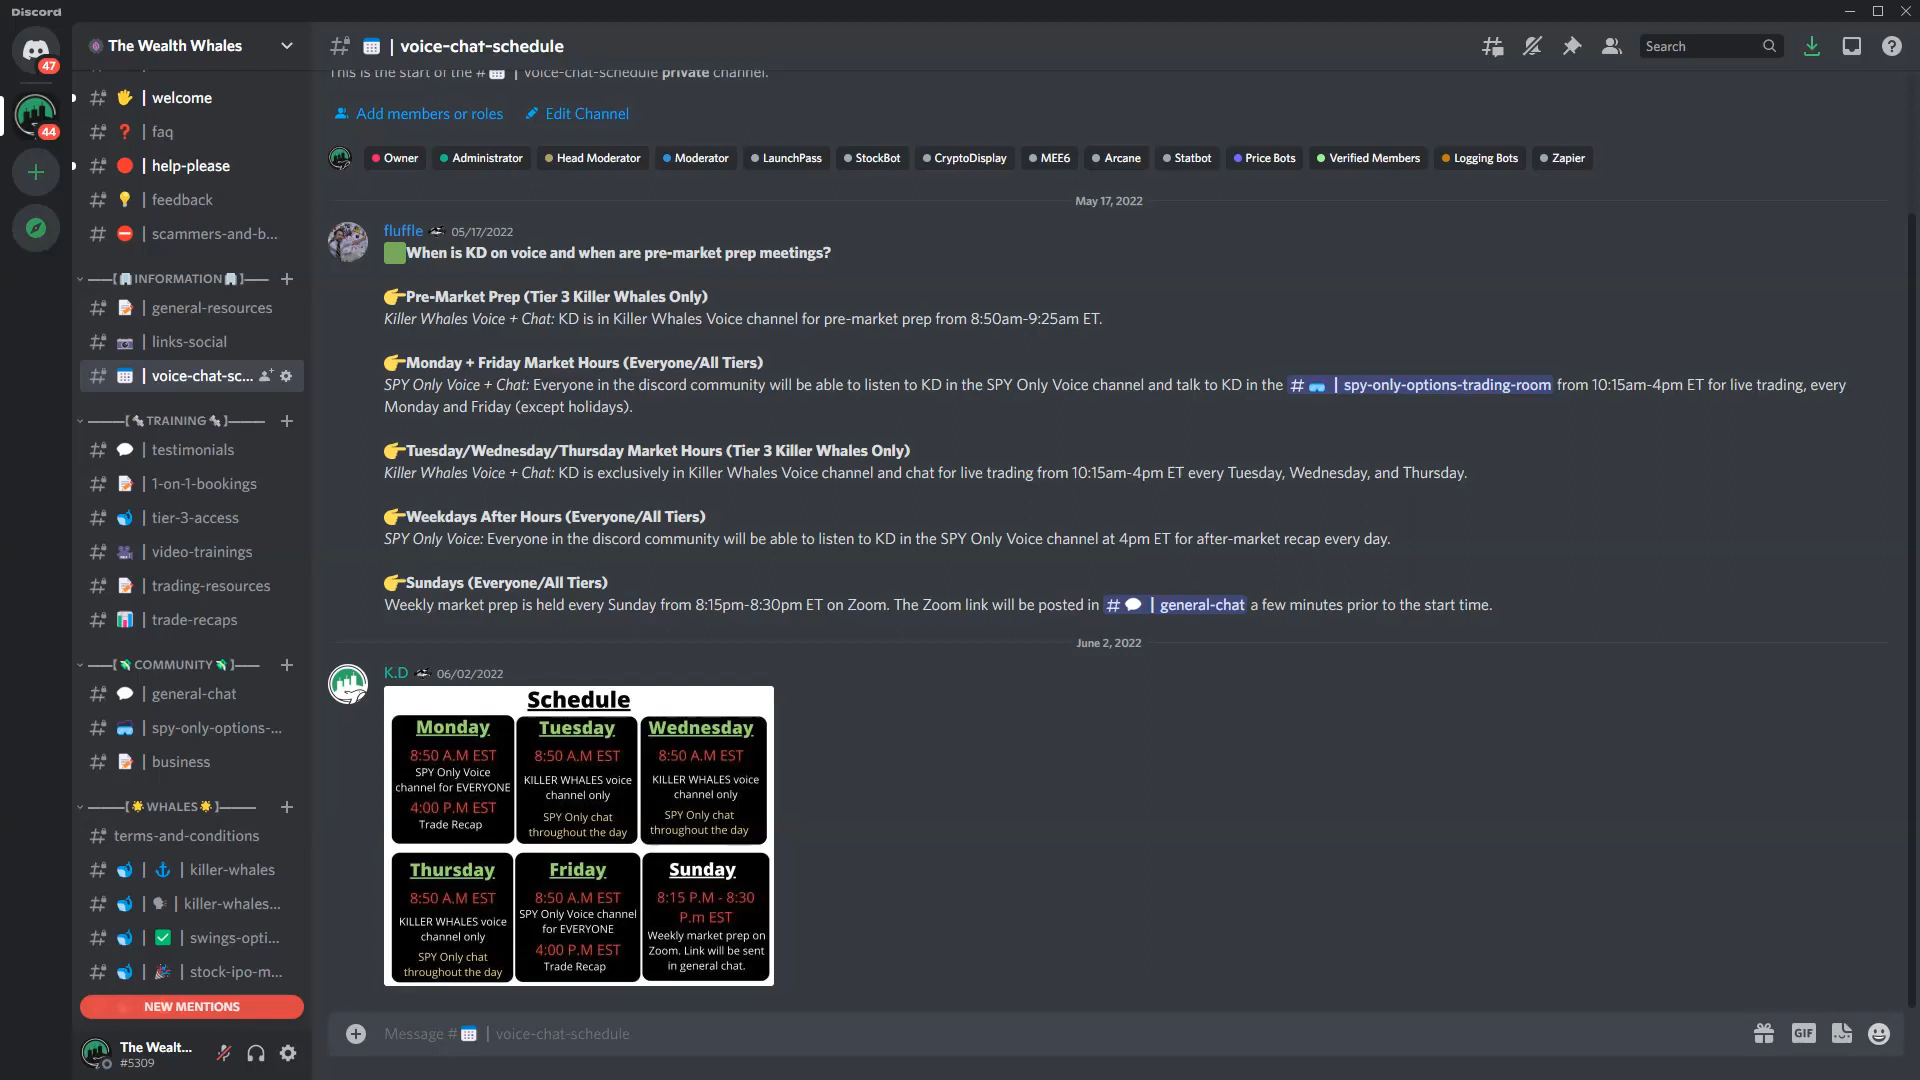 Discord
47
44
The Wealth Whales
| welcome
| faq
| help-please
| feedback
| scammers-and-b...
INFORMATION
| general-resources
| links-social
| voice-chat-sc...
TRAINING
| testimonials
| 1-on-1-bookings
| tier-3-access
| video-trainings
| trading-resources
| trade-recaps
COMMUNITY
| general-chat
| spy-only-options-...
| business
WHALES
terms-and-conditions
| killer-whales
| killer-whales...
| swings-opti...
| stock-ipo-m...
NEW MENTIONS
The Wealt...
#5309
| voice-chat-schedule
Search
This is the start of the # | voice-chat-schedule private channel.
Add members or roles Edit Channel
Owner Administrator Head Moderator Moderator LaunchPass StockBot CryptoDisplay MEE6 Arcane Statbot Price Bots Verified Members Logging Bots Zapier
May 17, 2022
fluffle 05/17/2022
When is KD on voice and when are pre-market prep meetings?
Pre-Market Prep (Tier 3 Killer Whales Only)
Killer Whales Voice + Chat: KD is in Killer Whales Voice channel for pre-market prep from 8:50am-9:25am ET.
Monday + Friday Market Hours (Everyone/All Tiers)
SPY Only Voice + Chat: Everyone in the discord community will be able to listen to KD in the SPY Only Voice channel and talk to KD in the # | spy-only-options-trading-room from 10:15am-4pm ET for live trading, every
Monday and Friday (except holidays).
Tuesday/Wednesday/Thursday Market Hours (Tier 3 Killer Whales Only)
Killer Whales Voice + Chat: KD is exclusively in Killer Whales Voice channel and chat for live trading from 10:15am-4pm ET every Tuesday, Wednesday, and Thursday.
Weekdays After Hours (Everyone/All Tiers)
SPY Only Voice: Everyone in the discord community will be able to listen to KD in the SPY Only Voice channel at 4pm ET for after-market recap every day.
Sundays (Everyone/All Tiers)
Weekly market prep is held every Sunday from 8:15pm-8:30pm ET on Zoom. The Zoom link will be posted in # | general-chat a few minutes prior to the start time.
June 2, 2022
K.D 06/02/2022
Schedule
Monday
8:50 A.M EST
SPY Only Voice
channel for EVERYONE
4:00 P.M EST
Trade Recap
Tuesday
8:50 A.M EST
KILLER WHALES voice
channel only
SPY Only chat
throughout the day
Wednesday
8:50 A.M EST
KILLER WHALES voice
channel only
SPY Only chat
throughout the day
Thursday
8:50 A.M EST
KILLER WHALES voice
channel only
SPY Only chat
throughout the day
Friday
8:50 A.M EST
SPY Only Voice channel
for EVERYONE
4:00 P.M EST
Trade Recap
Sunday
8:15 P.M - 8:30
P.m EST
Weekly market prep on
Zoom. Link will be sent
in general chat.
Message # | voice-chat-schedule
GIF